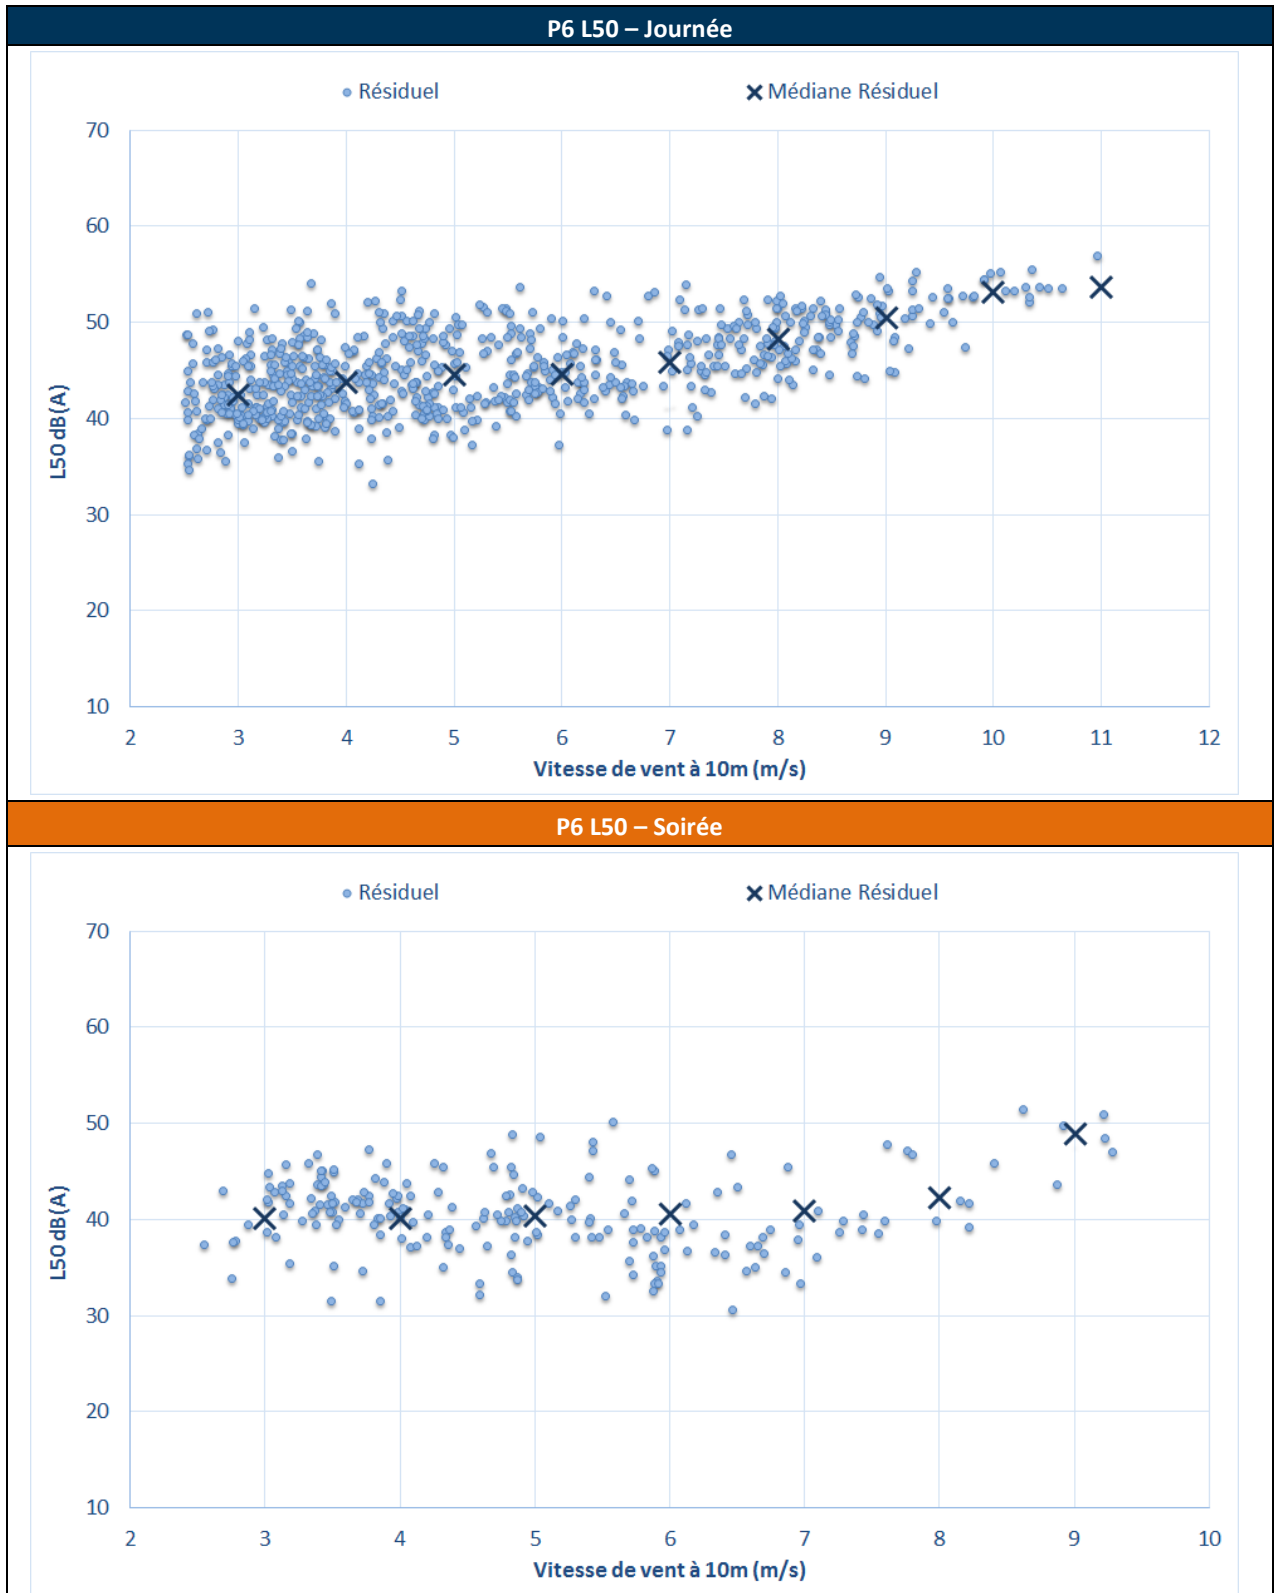 P6 L50 – Journée
Résiduel
Médiane Résiduel
70
60
50
40
30
20
10
L50 dB(A)
2 3 4 5 6 7 8 9 10 11 12
Vitesse de vent à 10m (m/s)
P6 L50 – Soirée
Résiduel
Médiane Résiduel
70
60
50
40
30
20
10
L50 dB(A)
2 3 4 5 6 7 8 9 10
Vitesse de vent à 10m (m/s)